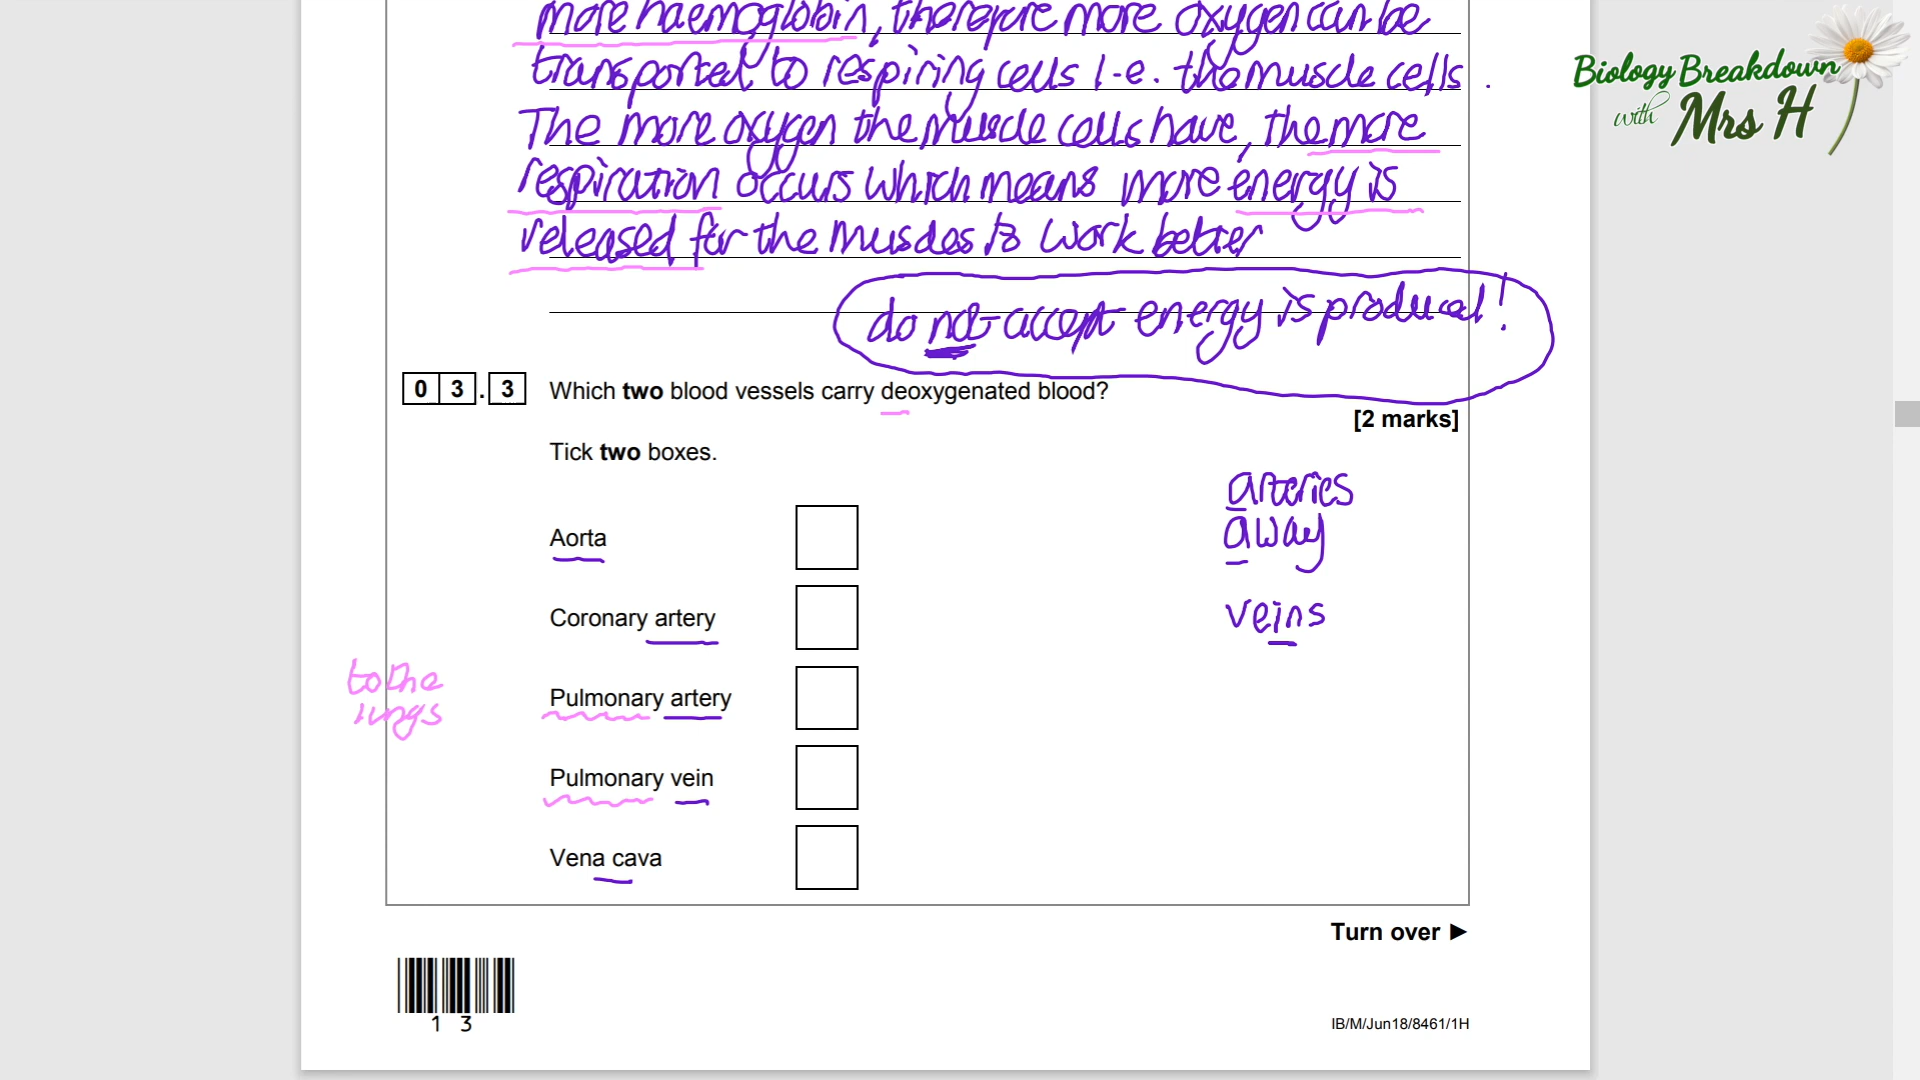 more haemoglobin, therefore more oxygen can be
transported to respiring cells i.e. the muscle cells.
The more oxygen the muscle cells have, the more
respiration occurs which means more energy is
released for the muscles to work better
do not accept energy is produced!
03.3 Which two blood vessels carry deoxygenated blood?
[2 marks]
Tick two boxes.
Aorta
Coronary artery
Pulmonary artery
Pulmonary vein
Vena cava
arteries
away
veins
to the
lungs
Turn over ►
13
IB/M/Jun18/8461/1H
Biology Breakdown
with Mrs H